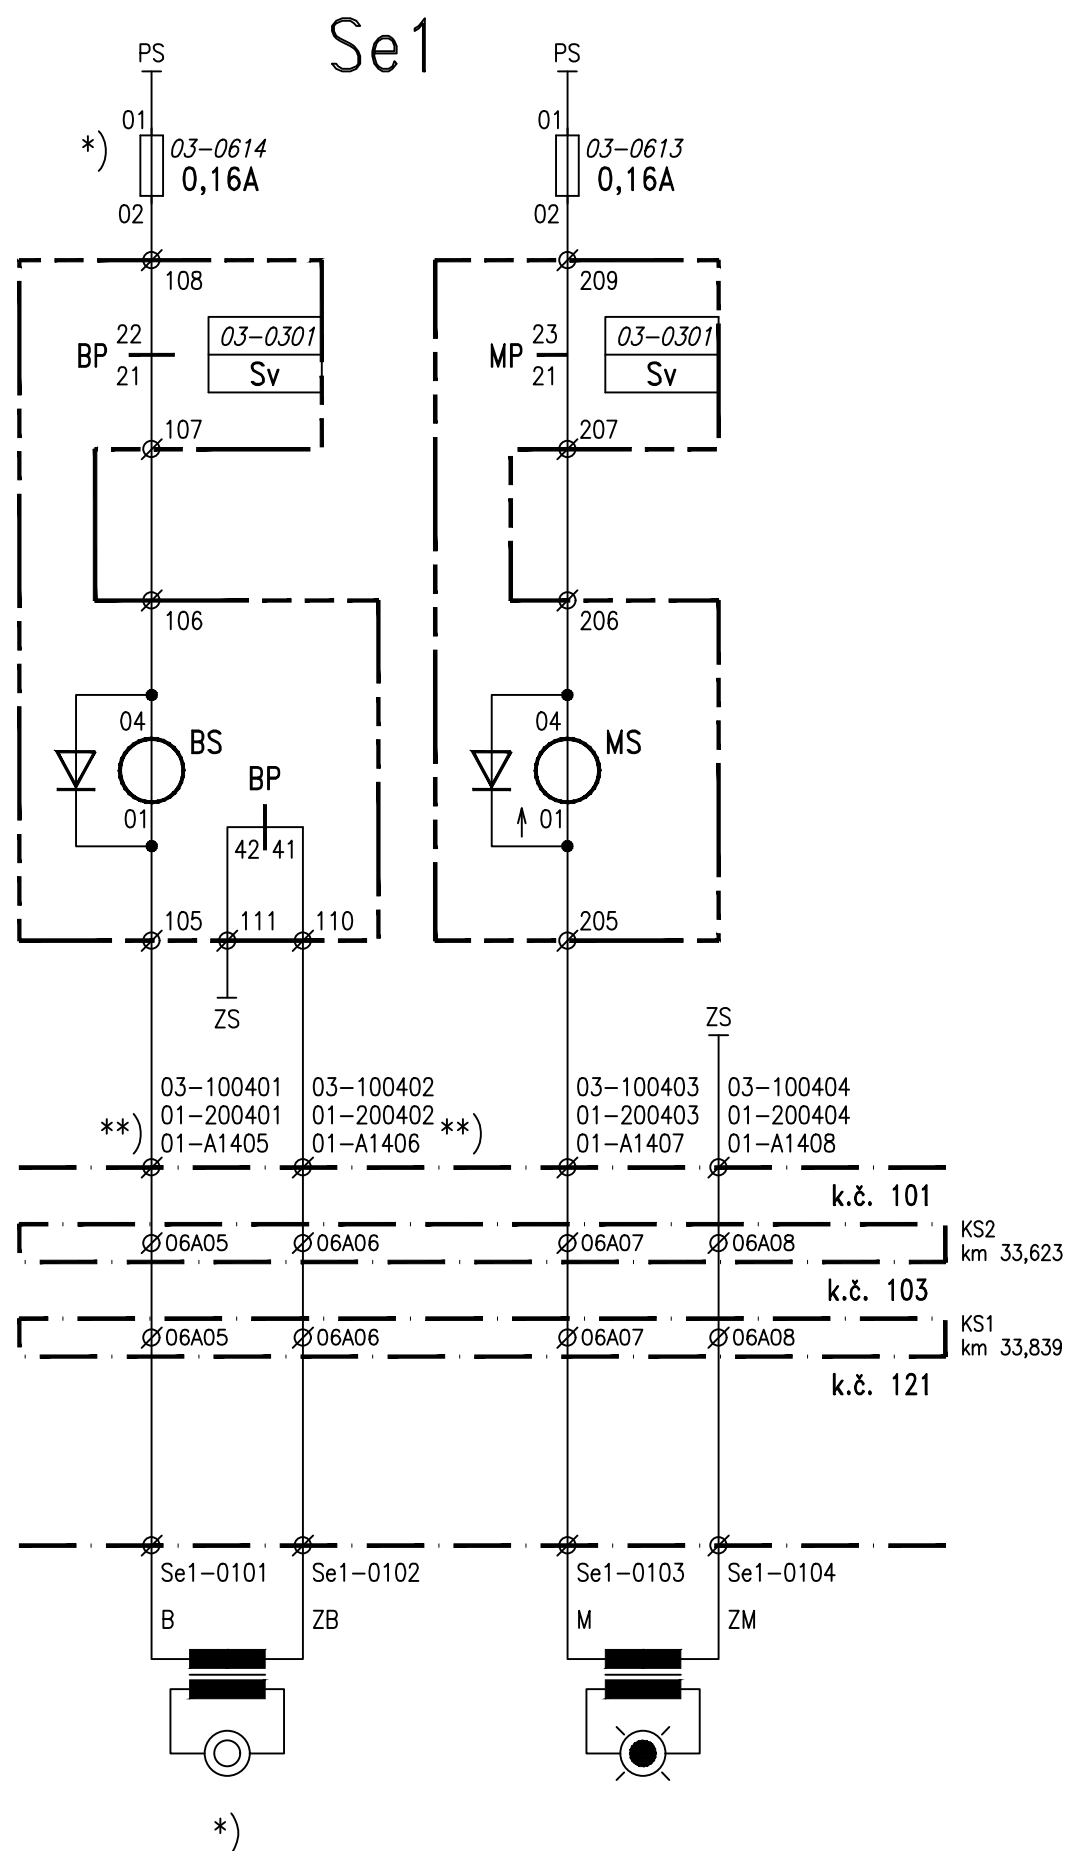 Se1
PS
PS
01
01
*)
03-0614
03-0613
0,16A
0,16A
02
02
108
209
22
03-0301
23
03-0301
BP
MP
21
Sv
21
Sv
107
207
106
206
04
BS
04
MS
BP
01
01
42 41
105
111
110
205
ZS
ZS
03-100401
03-100402
03-100403
03-100404
01-200401
01-200402
01-200403
01-200404
**)
01-A1405
01-A1406
**)
01-A1407
01-A1408
k.č. 101
06A05
06A06
06A07
06A08
KS2
km 33,623
k.č. 103
06A05
06A06
06A07
06A08
KS1
km 33,839
k.č. 121
Se1-0101
Se1-0102
Se1-0103
Se1-0104
B
ZB
M
ZM
*)